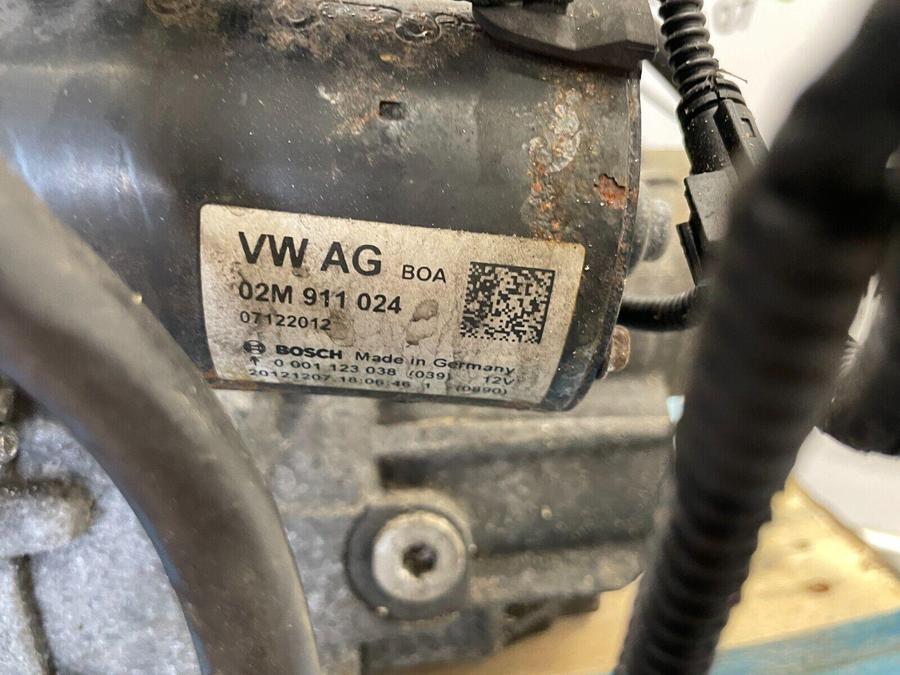 VW AG BOA
02M 911 024
07122012
BOSCH Made in Germany
0 001 123 038 (039) 12V
20121207 18:06:46 1 (0890)